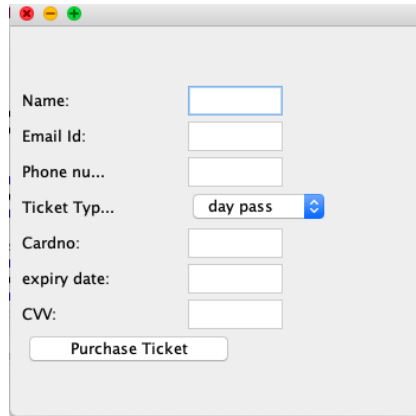 Name:
Email Id:
Phone nu...
Ticket Typ... day pass
Cardno:
expiry date:
CVV:
Purchase Ticket